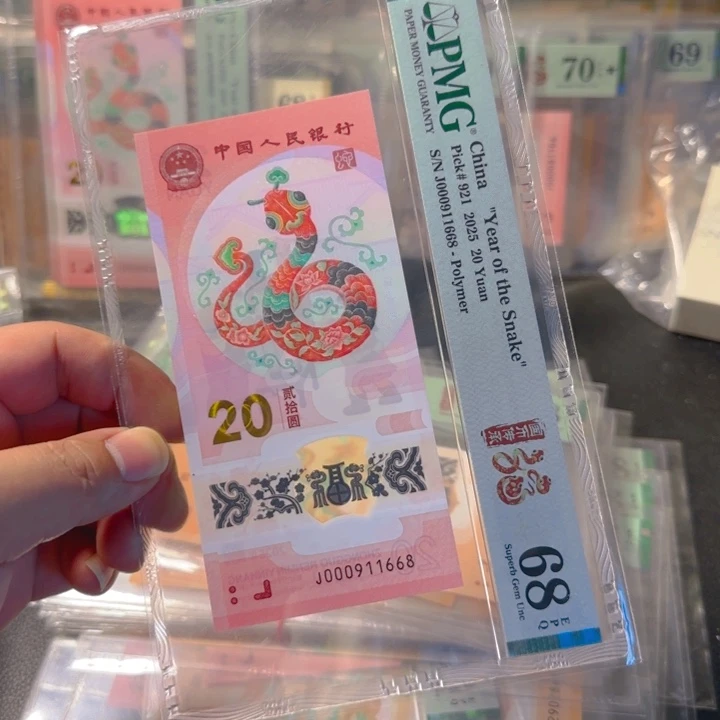 中国人民银行
20
贰拾圆
J000911668
PMG
PAPER MONEY GUARANTY
China "Year of the Snake"
Pick# 921 2025 20 Yuan
S/N J000911668 - Polymer
68
EPQ
Superb Gem Unc
70
69